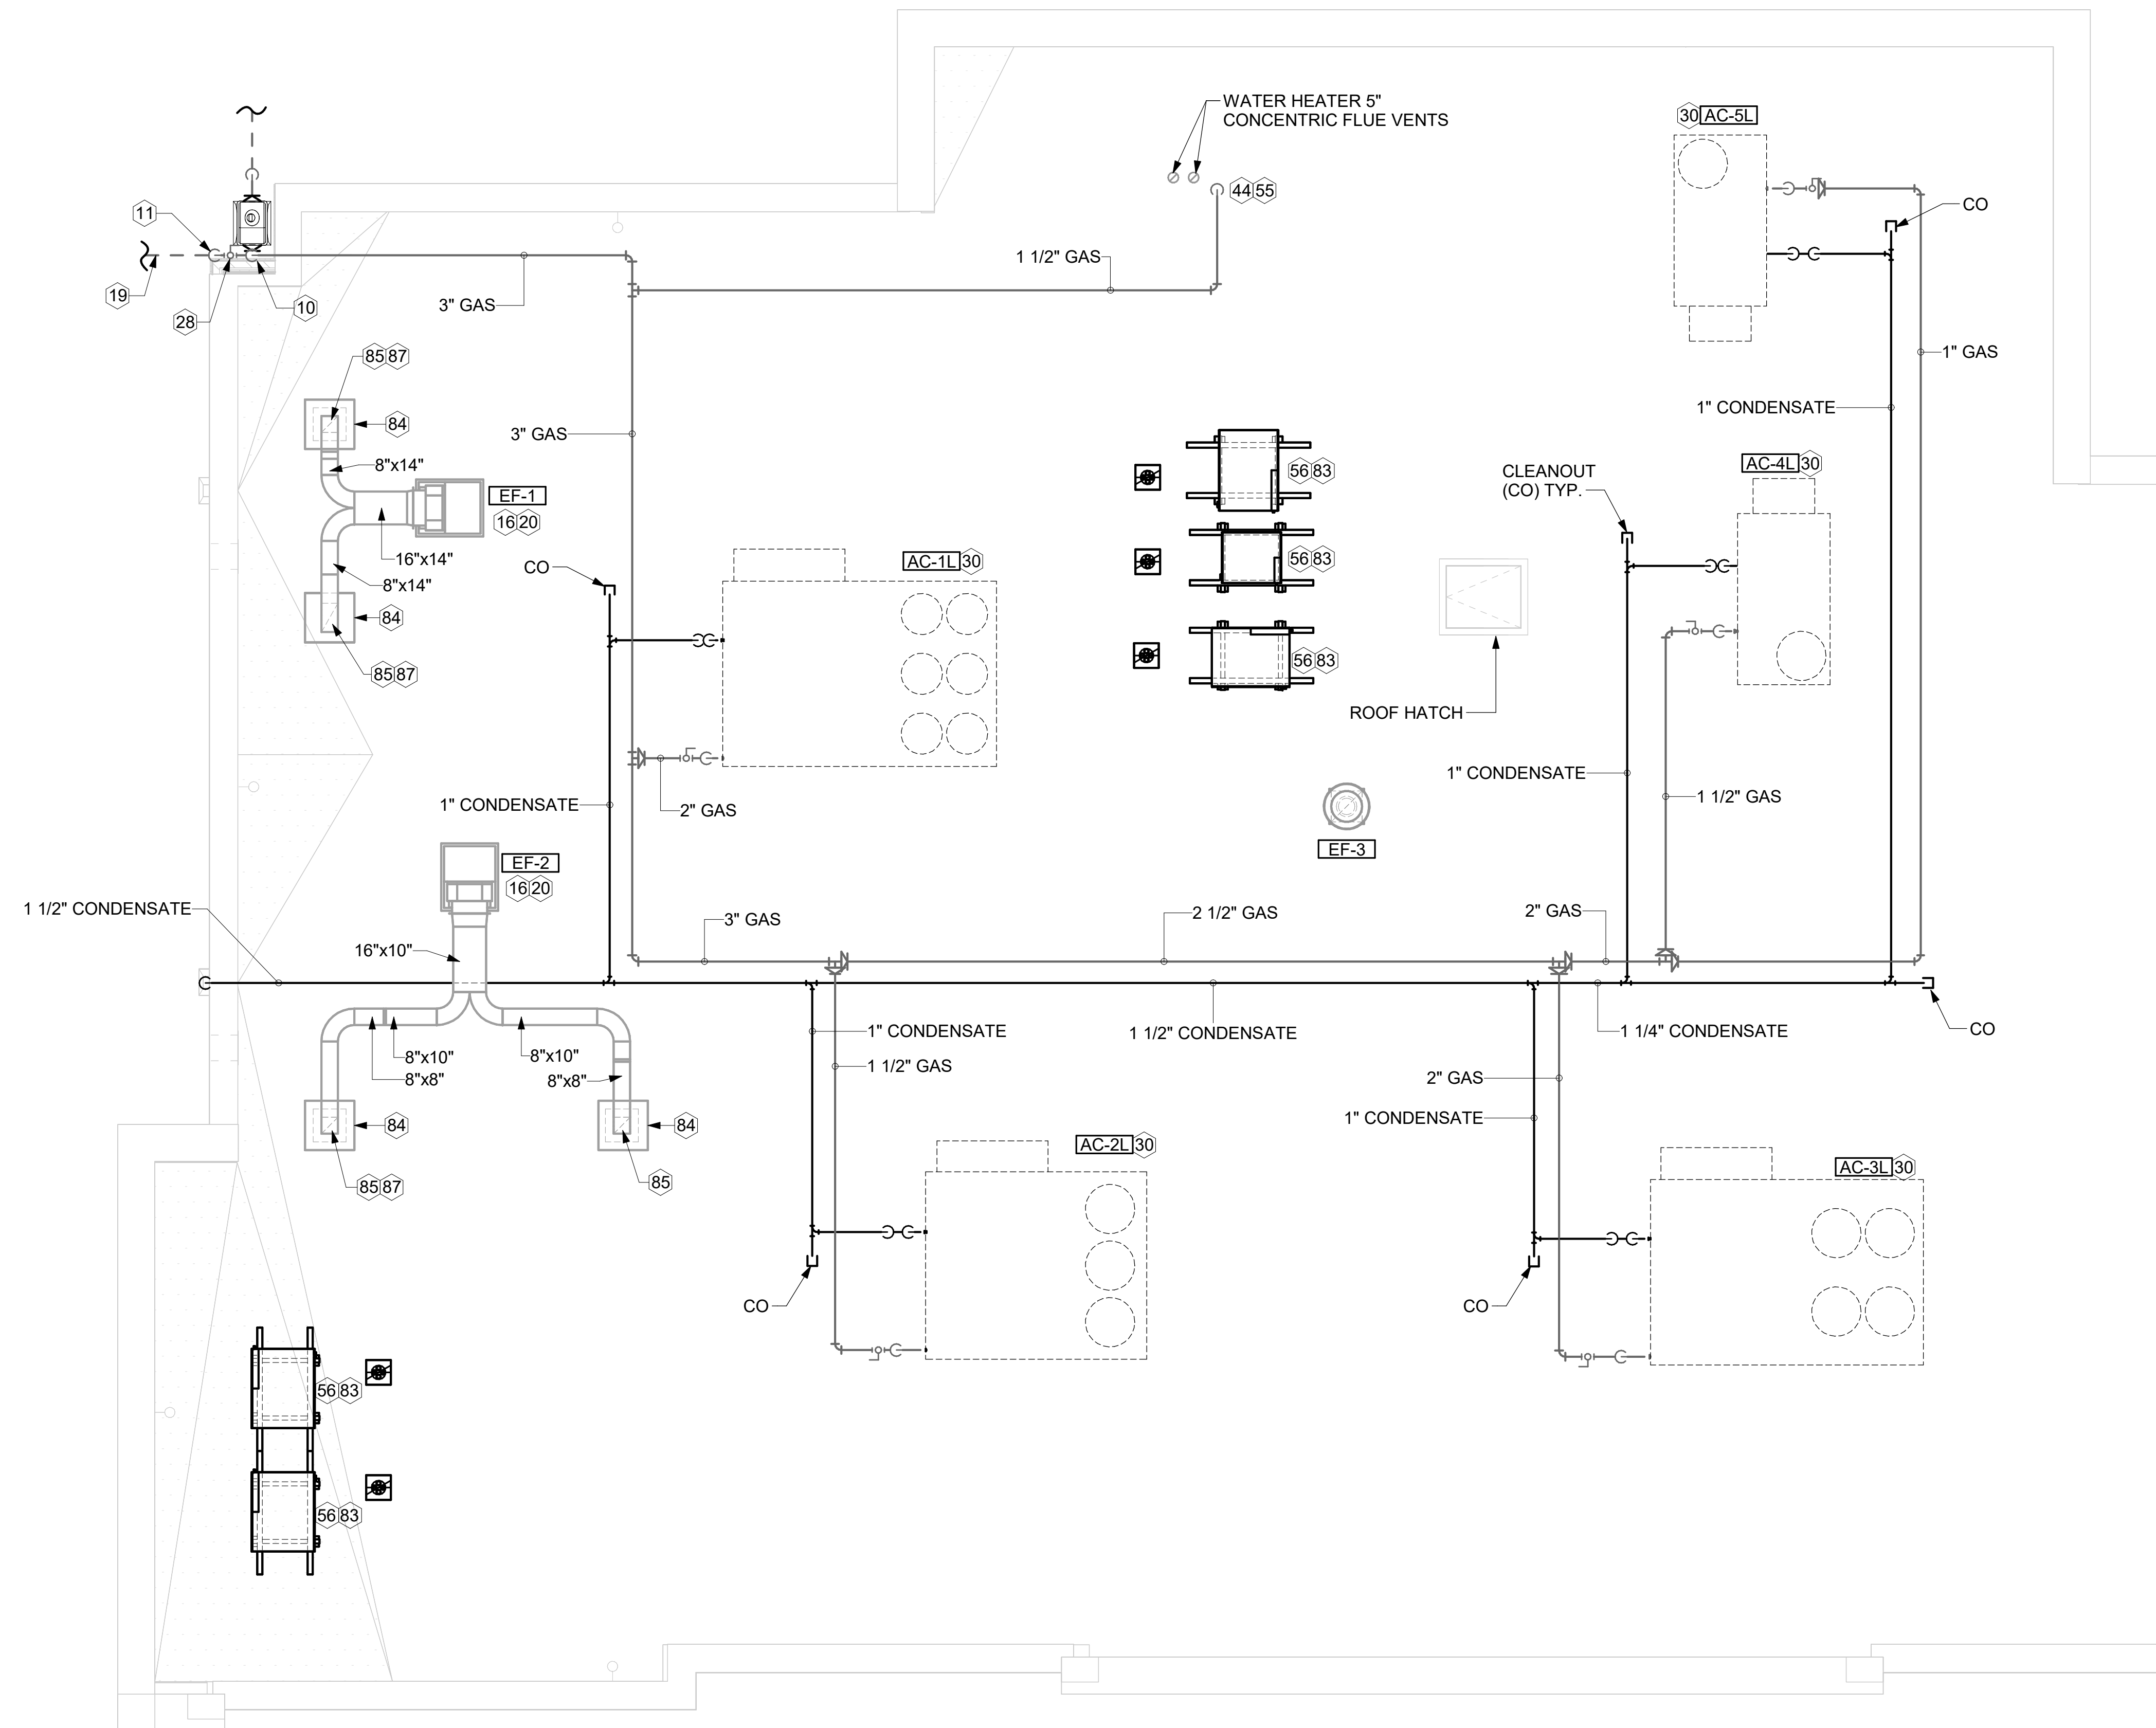 WATER HEATER 5"
CONCENTRIC FLUE VENTS
30 AC-5L
44 55
11
CO
19
28
10
3" GAS
1 1/2" GAS
1" GAS
85 87
84
8"x14"
3" GAS
1" CONDENSATE
EF-1
16 20
16"x14"
8"x14"
84
85 87
56 83
56 83
56 83
CLEANOUT
(CO) TYP.
AC-4L 30
CO
AC-1L 30
ROOF HATCH
1" CONDENSATE
2" GAS
1" CONDENSATE
1 1/2" GAS
EF-3
EF-2
16 20
1 1/2" CONDENSATE
16"x10"
3" GAS
2 1/2" GAS
2" GAS
8"x10"
8"x8"
8"x10"
8"x8"
1" CONDENSATE
1 1/2" GAS
1 1/2" CONDENSATE
1 1/4" CONDENSATE
CO
2" GAS
1" CONDENSATE
84
84
85 87
85
AC-2L 30
AC-3L 30
CO
CO
56 83
56 83